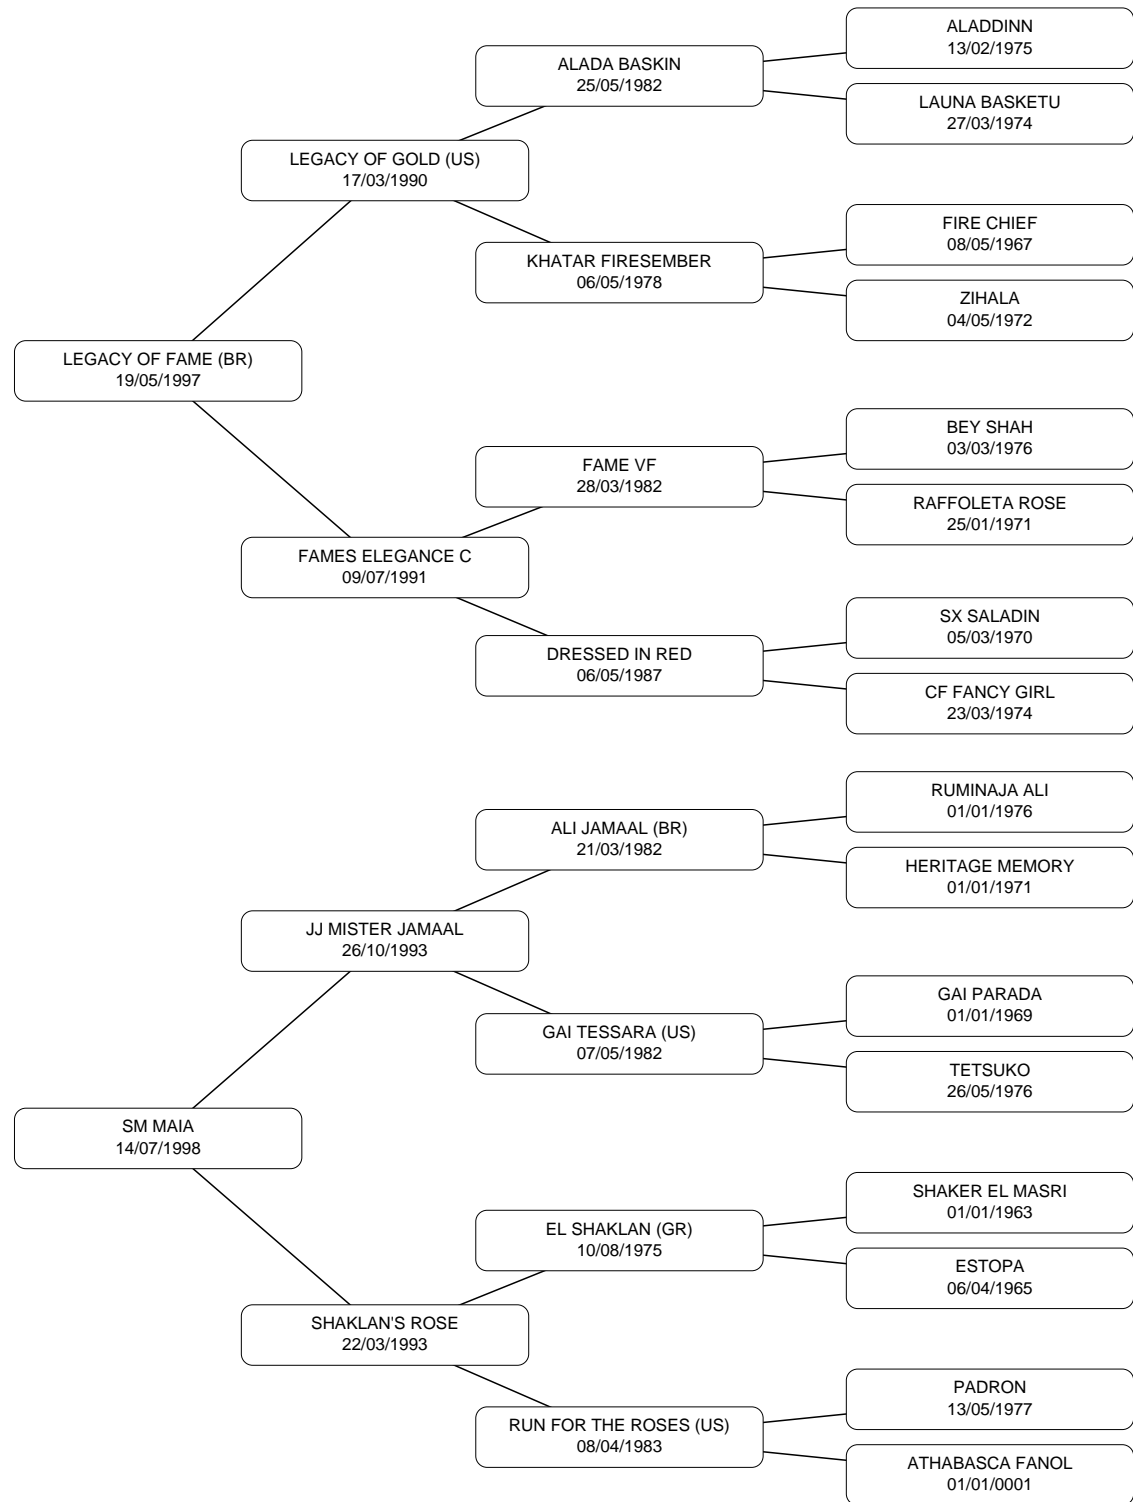 ALADDINN
13/02/1975
ALADA BASKIN
25/05/1982
LAUNA BASKETU
27/03/1974
LEGACY OF GOLD (US)
17/03/1990
FIRE CHIEF
08/05/1967
KHATAR FIRESEMBER
06/05/1978
ZIHALA
04/05/1972
LEGACY OF FAME (BR)
19/05/1997
BEY SHAH
03/03/1976
FAME VF
28/03/1982
RAFFOLETA ROSE
25/01/1971
FAMES ELEGANCE C
09/07/1991
SX SALADIN
05/03/1970
DRESSED IN RED
06/05/1987
CF FANCY GIRL
23/03/1974
RUMINAJA ALI
01/01/1976
ALI JAMAAL (BR)
21/03/1982
HERITAGE MEMORY
01/01/1971
JJ MISTER JAMAAL
26/10/1993
GAI PARADA
01/01/1969
GAI TESSARA (US)
07/05/1982
TETSUKO
26/05/1976
SM MAIA
14/07/1998
SHAKER EL MASRI
01/01/1963
EL SHAKLAN (GR)
10/08/1975
ESTOPA
06/04/1965
SHAKLAN'S ROSE
22/03/1993
PADRON
13/05/1977
RUN FOR THE ROSES (US)
08/04/1983
ATHABASCA FANOL
01/01/0001